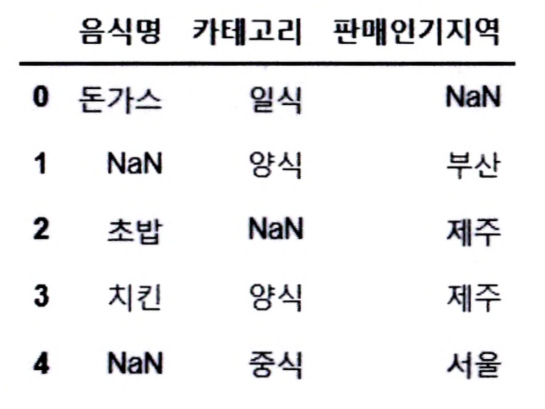 음식명 카테고리 판매인기지역
0 돈가스 일식 NaN
1 NaN 양식 부산
2 초밥 NaN 제주
3 치킨 양식 제주
4 NaN 중식 서울